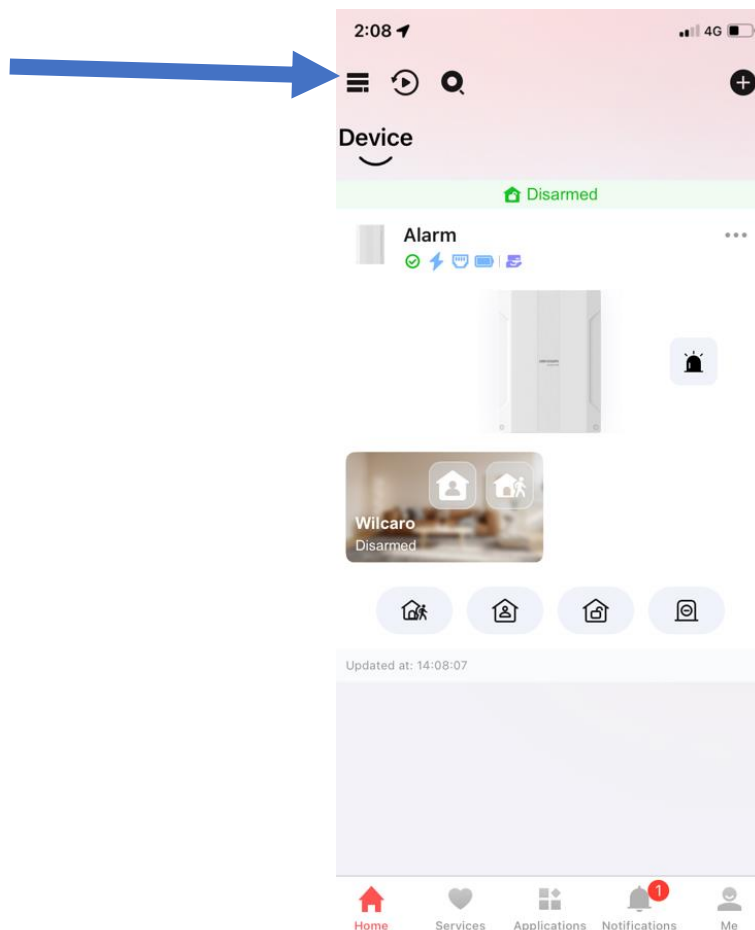 2:08
4G
Device
Disarmed
Alarm
Wilcaro
Disarmed
Updated at: 14:08:07
1
Home Services Applications Notifications Me